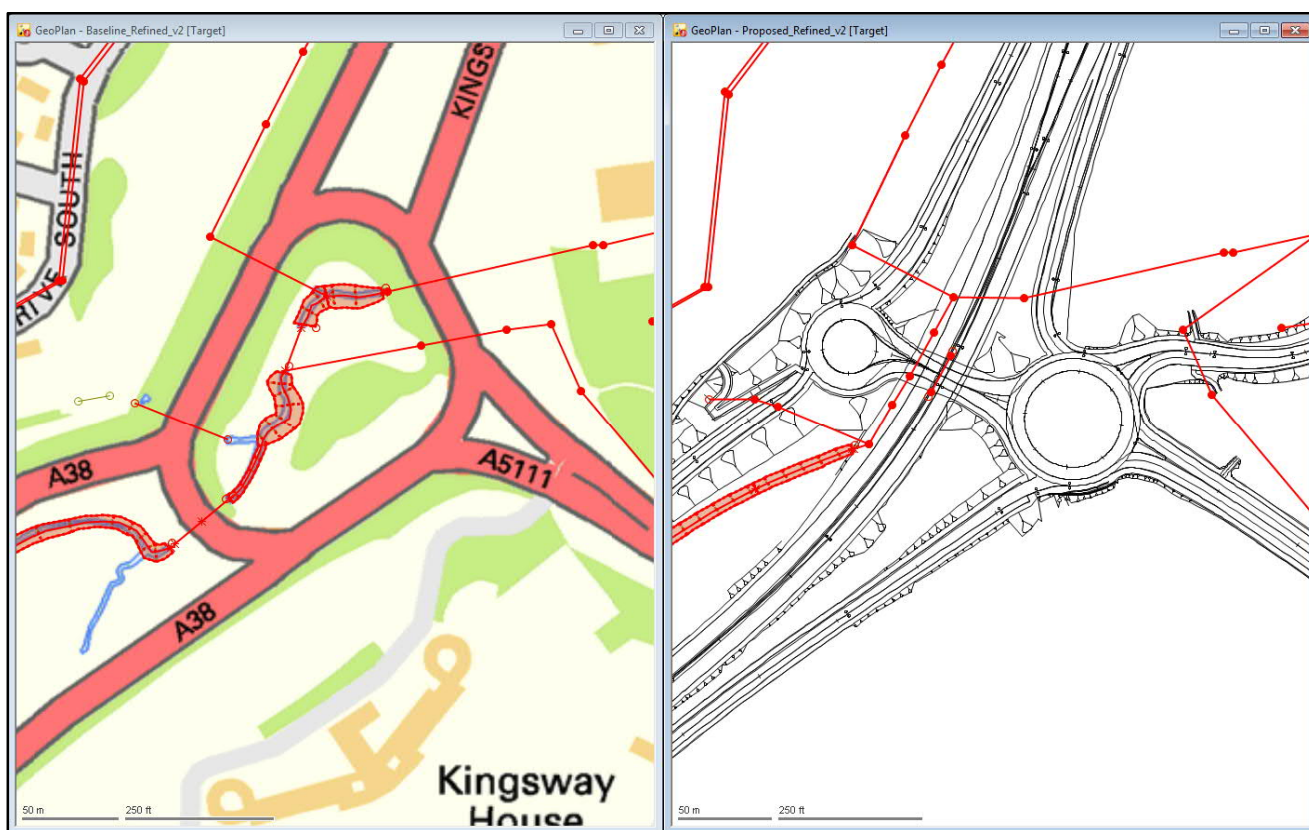 GeoPlan - Baseline_Refined_v2 [Target]
KINGS
RIVE SOUTH
A38
A5111
A38
Kingsway
House
50 m
250 ft
GeoPlan - Proposed_Refined_v2 [Target]
50 m
250 ft